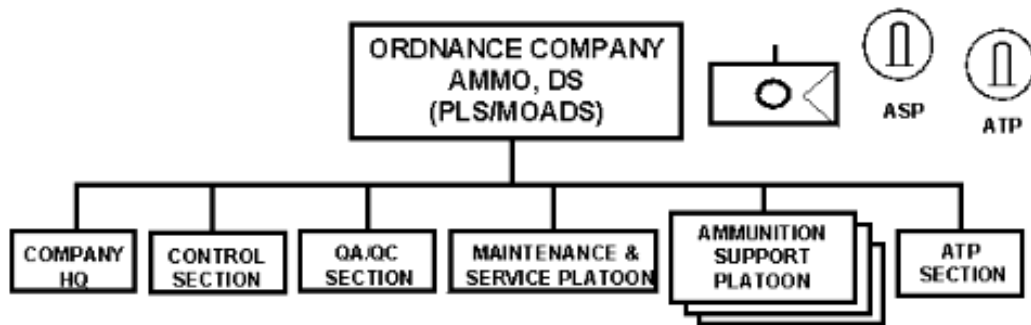 ORDNANCE COMPANY
AMMO, DS
(PLS/MOADS)
ASP
ATP
COMPANY
HQ
CONTROL
SECTION
QA/QC
SECTION
MAINTENANCE &
SERVICE PLATOON
AMMUNITION
SUPPORT
PLATOON
ATP
SECTION